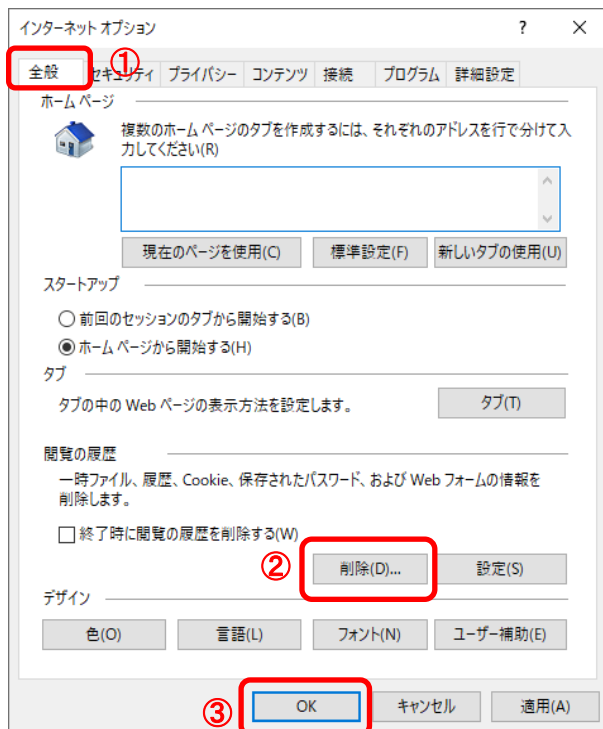 インターネット オプション ? ×
①
全般 セキュリティ プライバシー コンテンツ 接続 プログラム 詳細設定
ホーム ページ
複数のホーム ページのタブを作成するには、それぞれのアドレスを行で分けて入
力してください(R)
現在のページを使用(C) 標準設定(F) 新しいタブの使用(U)
スタートアップ
前回のセッションのタブから開始する(B)
ホーム ページから開始する(H)
タブ
タブの中の Web ページの表示方法を設定します。 タブ(T)
閲覧の履歴
一時ファイル、履歴、Cookie、保存されたパスワード、および Web フォームの情報を
削除します。
終了時に閲覧の履歴を削除する(W)
② 削除(D)... 設定(S)
デザイン
色(O) 言語(L) フォント(N) ユーザー補助(E)
③ OK キャンセル 適用(A)